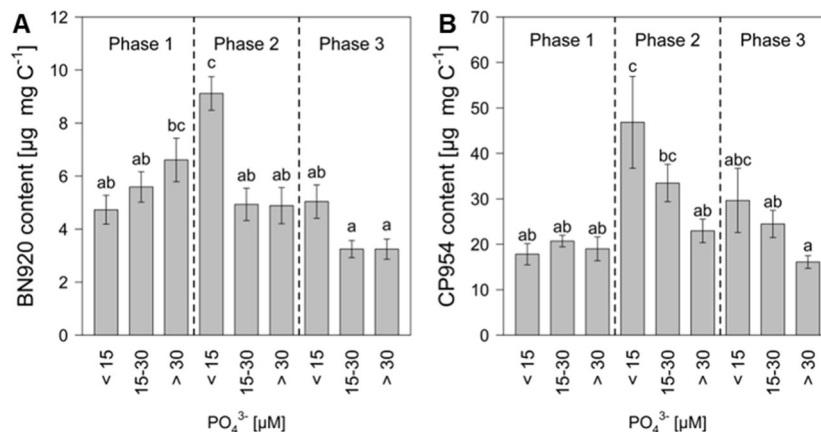 A
BN920 content [µg mg C⁻¹]
12
10
8
6
4
2
0
Phase 1 Phase 2 Phase 3
ab ab bc c ab ab ab a a
< 15 15-30 > 30 < 15 15-30 > 30 < 15 15-30 > 30
PO₄³⁻ [µM]
B
CP954 content [µg mg C⁻¹]
70
60
50
40
30
20
10
0
Phase 1 Phase 2 Phase 3
ab ab ab c bc ab abc ab a
< 15 15-30 > 30 < 15 15-30 > 30 < 15 15-30 > 30
PO₄³⁻ [µM]